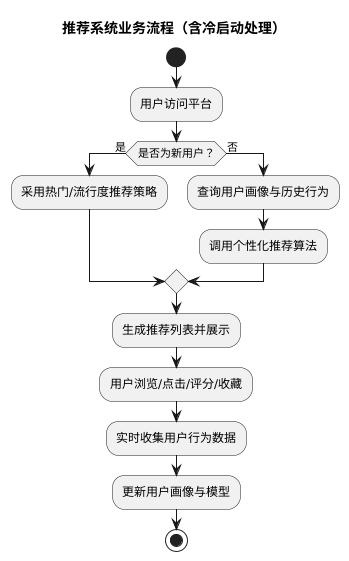 推荐系统业务流程（含冷启动处理）
用户访问平台
是
是否为新用户？
否
采用热门/流行度推荐策略
查询用户画像与历史行为
调用个性化推荐算法
生成推荐列表并展示
用户浏览/点击/评分/收藏
实时收集用户行为数据
更新用户画像与模型